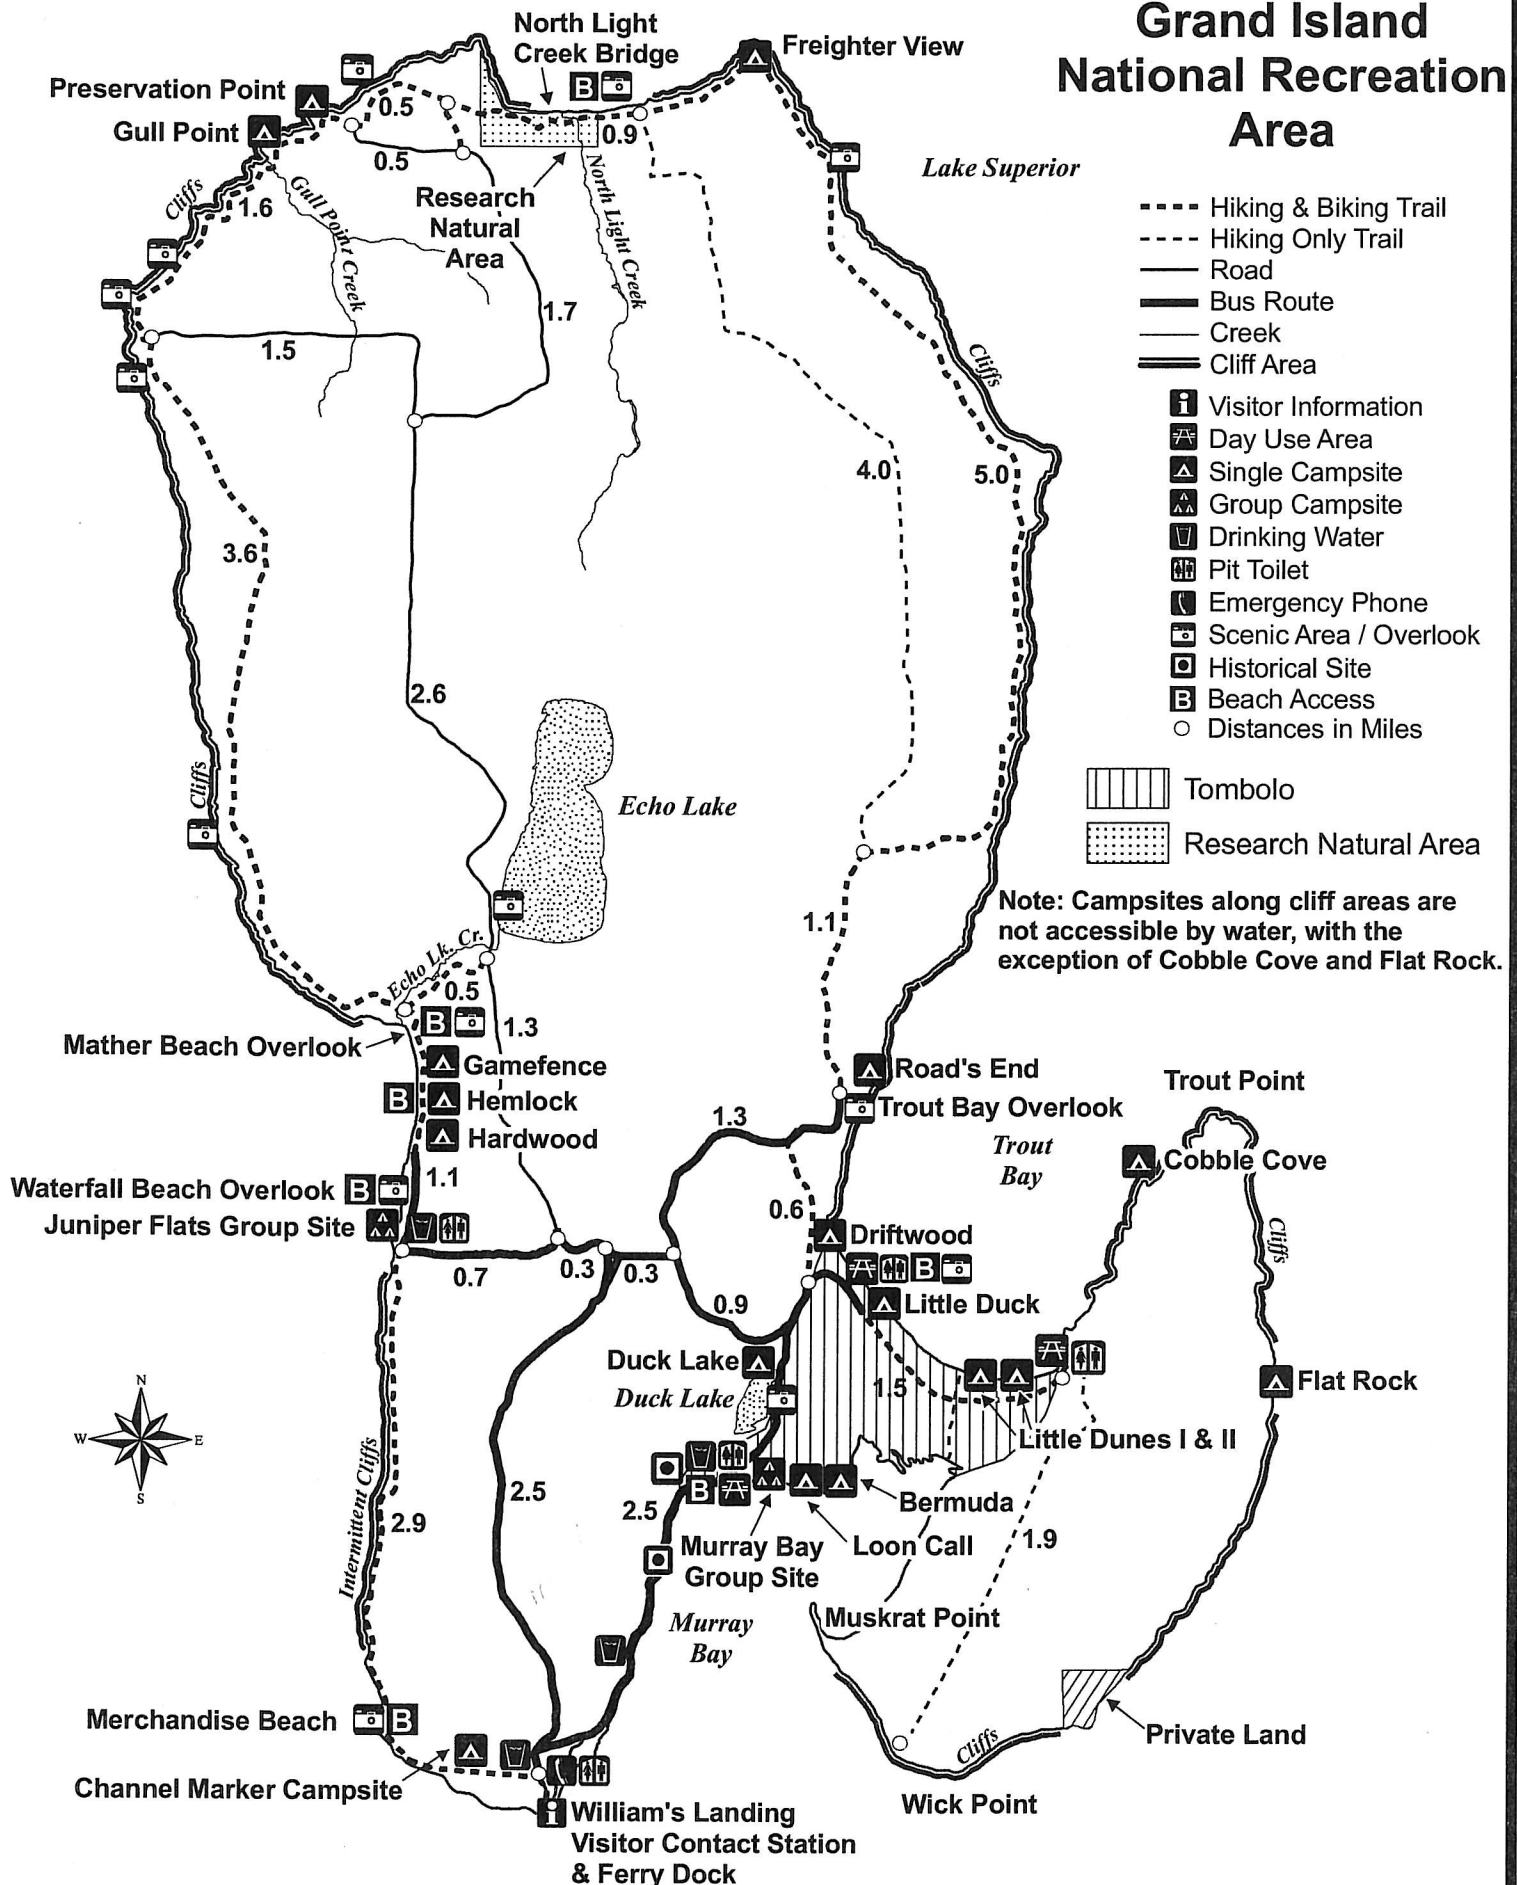 Grand Island
National Recreation
Area
North Light
Creek Bridge
Freighter View
B
Preservation Point
Gull Point
0.5
0.5
0.9
Research
Natural
Area
North Light Creek
Gull Point Creek
Cliffs
1.6
Lake Superior
1.7
1.5
Cliffs
4.0
5.0
3.6
2.6
Hiking & Biking Trail
Hiking Only Trail
Road
Bus Route
Creek
Cliff Area
i Visitor Information
Day Use Area
Single Campsite
Group Campsite
Drinking Water
Pit Toilet
Emergency Phone
Scenic Area / Overlook
Historical Site
B Beach Access
Distances in Miles
Tombolo
Research Natural Area
Note: Campsites along cliff areas are
not accessible by water, with the
exception of Cobble Cove and Flat Rock.
Cliffs
Echo Lake
1.1
Echo Lk. Cr.
0.5
B
1.3
Mather Beach Overlook
Gamefence
B
Hemlock
Hardwood
1.1
Waterfall Beach Overlook
B
Juniper Flats Group Site
Road's End
Trout Bay Overlook
Trout
Bay
Trout Point
Cobble Cove
Cliffs
1.3
0.6
Driftwood
B
0.7
0.3
0.3
0.9
Little Duck
Duck Lake
Duck Lake
1.5
Flat Rock
Little Dunes I & II
N
W
E
S
Intermittent Cliffs
2.9
2.5
2.5
B
Bermuda
Loon Call
Murray Bay
Group Site
1.9
Murray
Bay
Muskrat Point
Merchandise Beach
B
Channel Marker Campsite
i
William's Landing
Visitor Contact Station
& Ferry Dock
Cliffs
Private Land
Wick Point